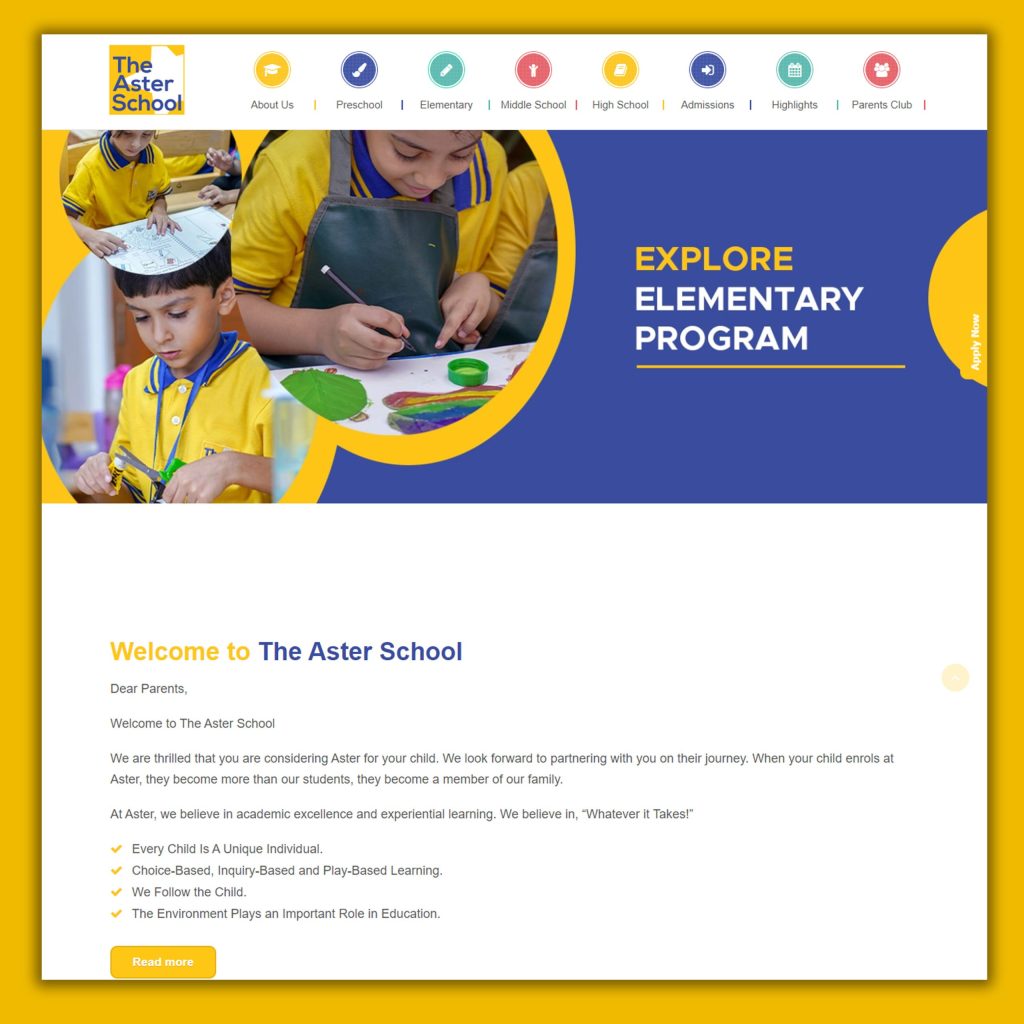 The
Aster
School
About Us
Preschool
Elementary
Middle School
High School
Admissions
Highlights
Parents Club
EXPLORE
ELEMENTARY
PROGRAM
Apply Now
Welcome to The Aster School
Dear Parents,
Welcome to The Aster School
We are thrilled that you are considering Aster for your child. We look forward to partnering with you on their journey. When your child enrols at
Aster, they become more than our students, they become a member of our family.
At Aster, we believe in academic excellence and experiential learning. We believe in, “Whatever it Takes!”
Every Child Is A Unique Individual.
Choice-Based, Inquiry-Based and Play-Based Learning.
We Follow the Child.
The Environment Plays an Important Role in Education.
Read more